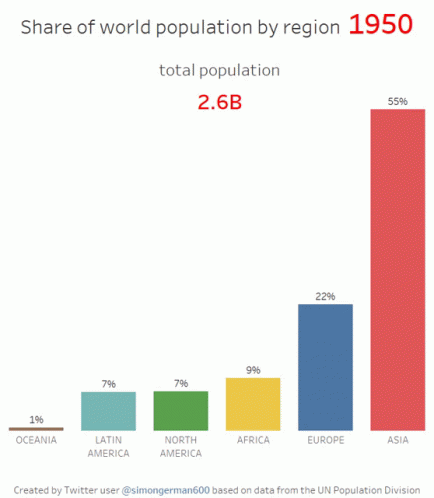 Share of world population by region 1950
total population
2.6B
55%
22%
9%
7%
7%
1%
OCEANIA
LATIN AMERICA
NORTH AMERICA
AFRICA
EUROPE
ASIA
Created by Twitter user @simongerman600 based on data from the UN Population Division